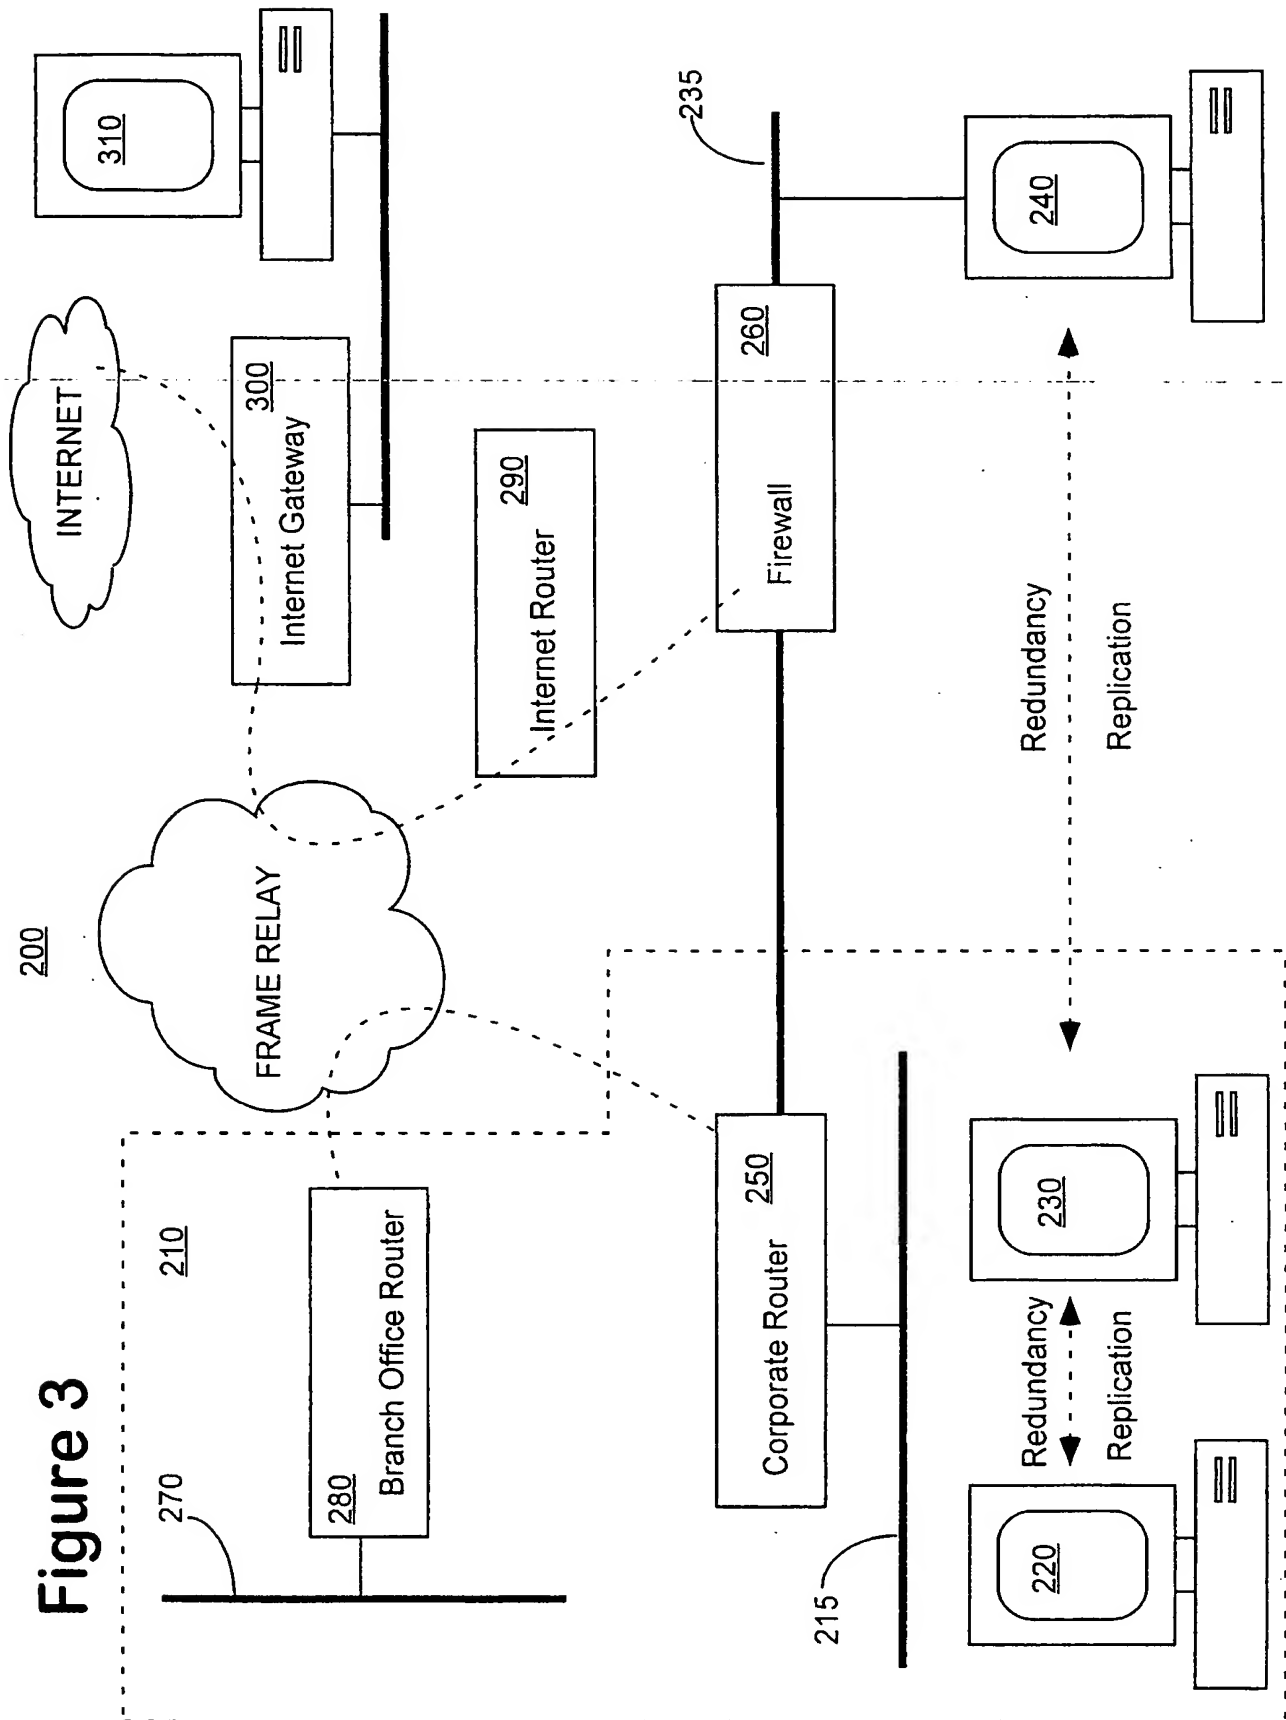 Figure 3
200
INTERNET
310
300
Internet Gateway
FRAME RELAY
290
Internet Router
210
270
280
Branch Office Router
235
260
Firewall
250
Corporate Router
215
240
Redundancy
Replication
230
Redundancy
Replication
220